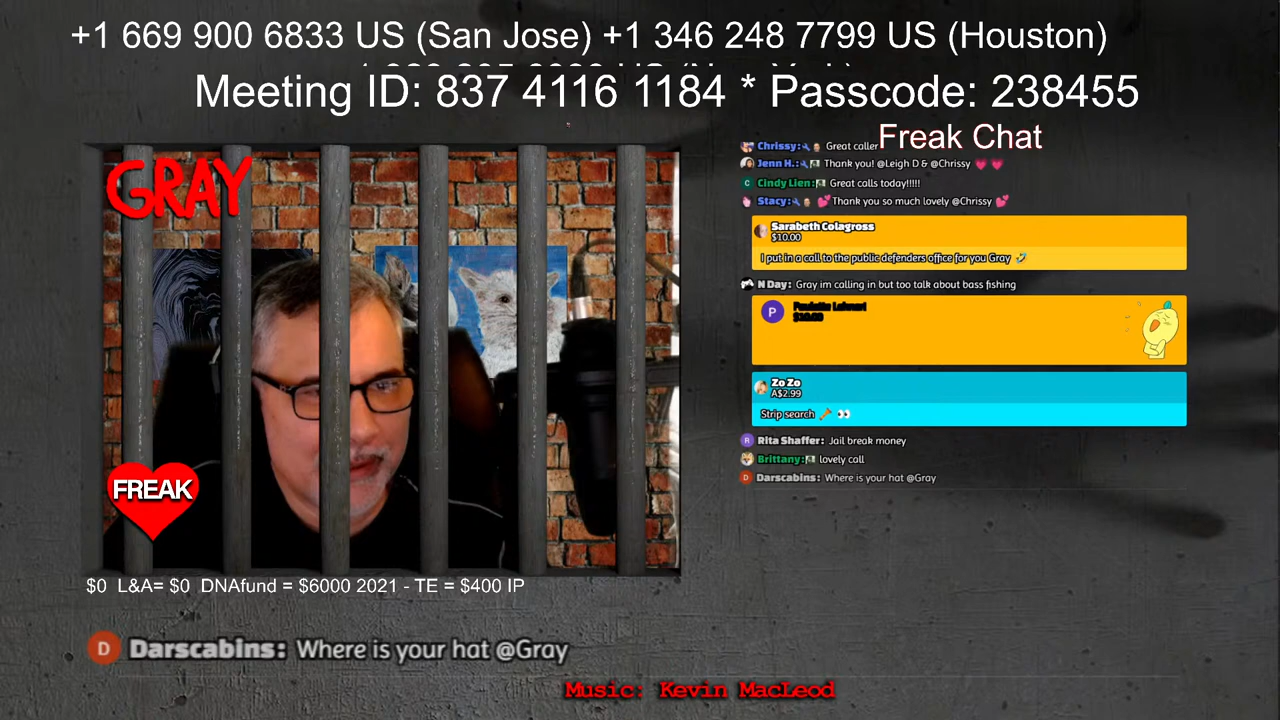 +1 669 900 6833 US (San Jose) +1 346 248 7799 US (Houston)
Meeting ID: 837 4116 1184 * Passcode: 238455
Freak Chat
GRAY
Chrissy: Great caller
Jenn H.: Thank you! @Leigh D & @Chrissy
C Cindy Lien: Great calls today!!!!!
Stacy: Thank you so much lovely @Chrissy
Sarabeth Colagross
$10.00
I put in a call to the public defenders office for you Gray
N Day: Gray im calling in but too talk about bass fishing
P
Zo Zo
A$2.99
Strip search
R Rita Shaffer: Jail break money
Brittany: lovely call
D Darscabins: Where is your hat @Gray
FREAK
$0 L&A= $0 DNAfund = $6000 2021 - TE = $400 IP
D Darscabins: Where is your hat @Gray
Music: Kevin MacLeod